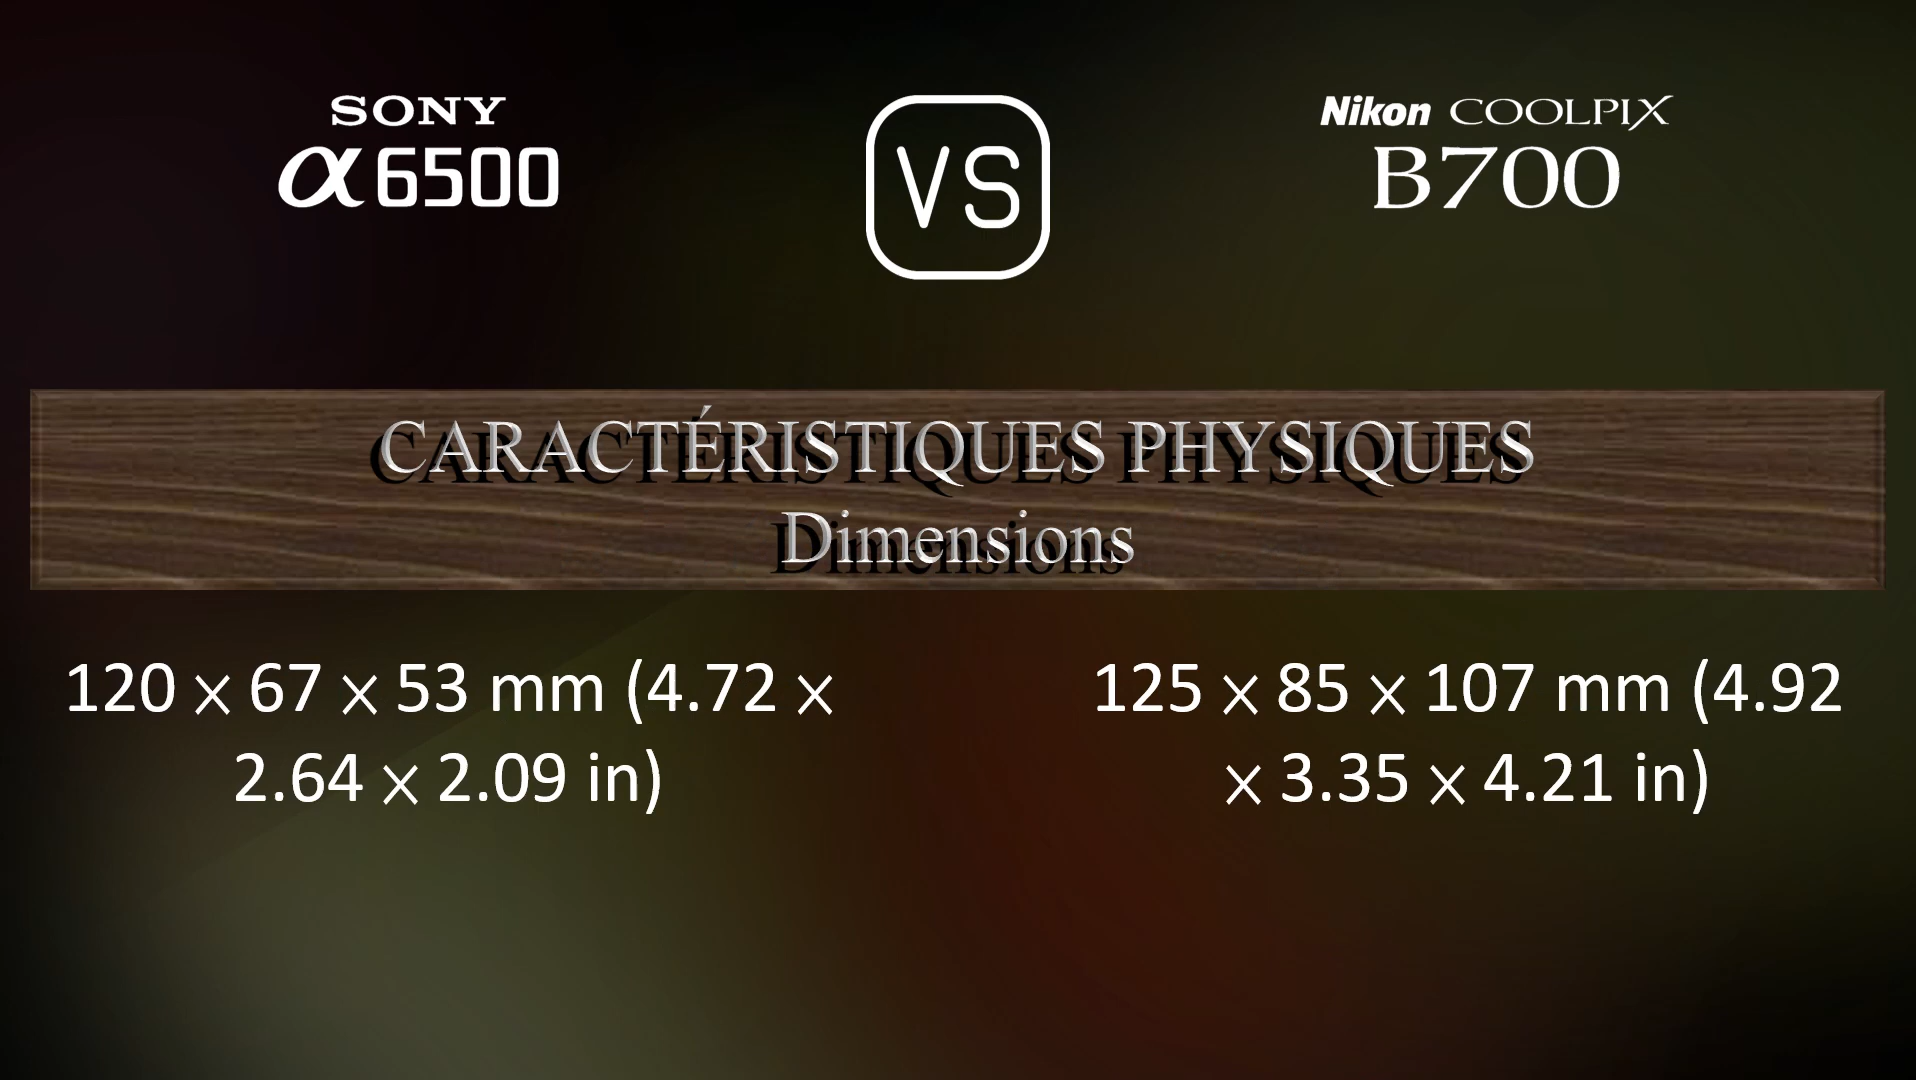 SONY
α6500
VS
Nikon COOLPIX
B700
CARACTÉRISTIQUES PHYSIQUES
Dimensions
120 x 67 x 53 mm (4.72 x
2.64 x 2.09 in)
125 x 85 x 107 mm (4.92
x 3.35 x 4.21 in)